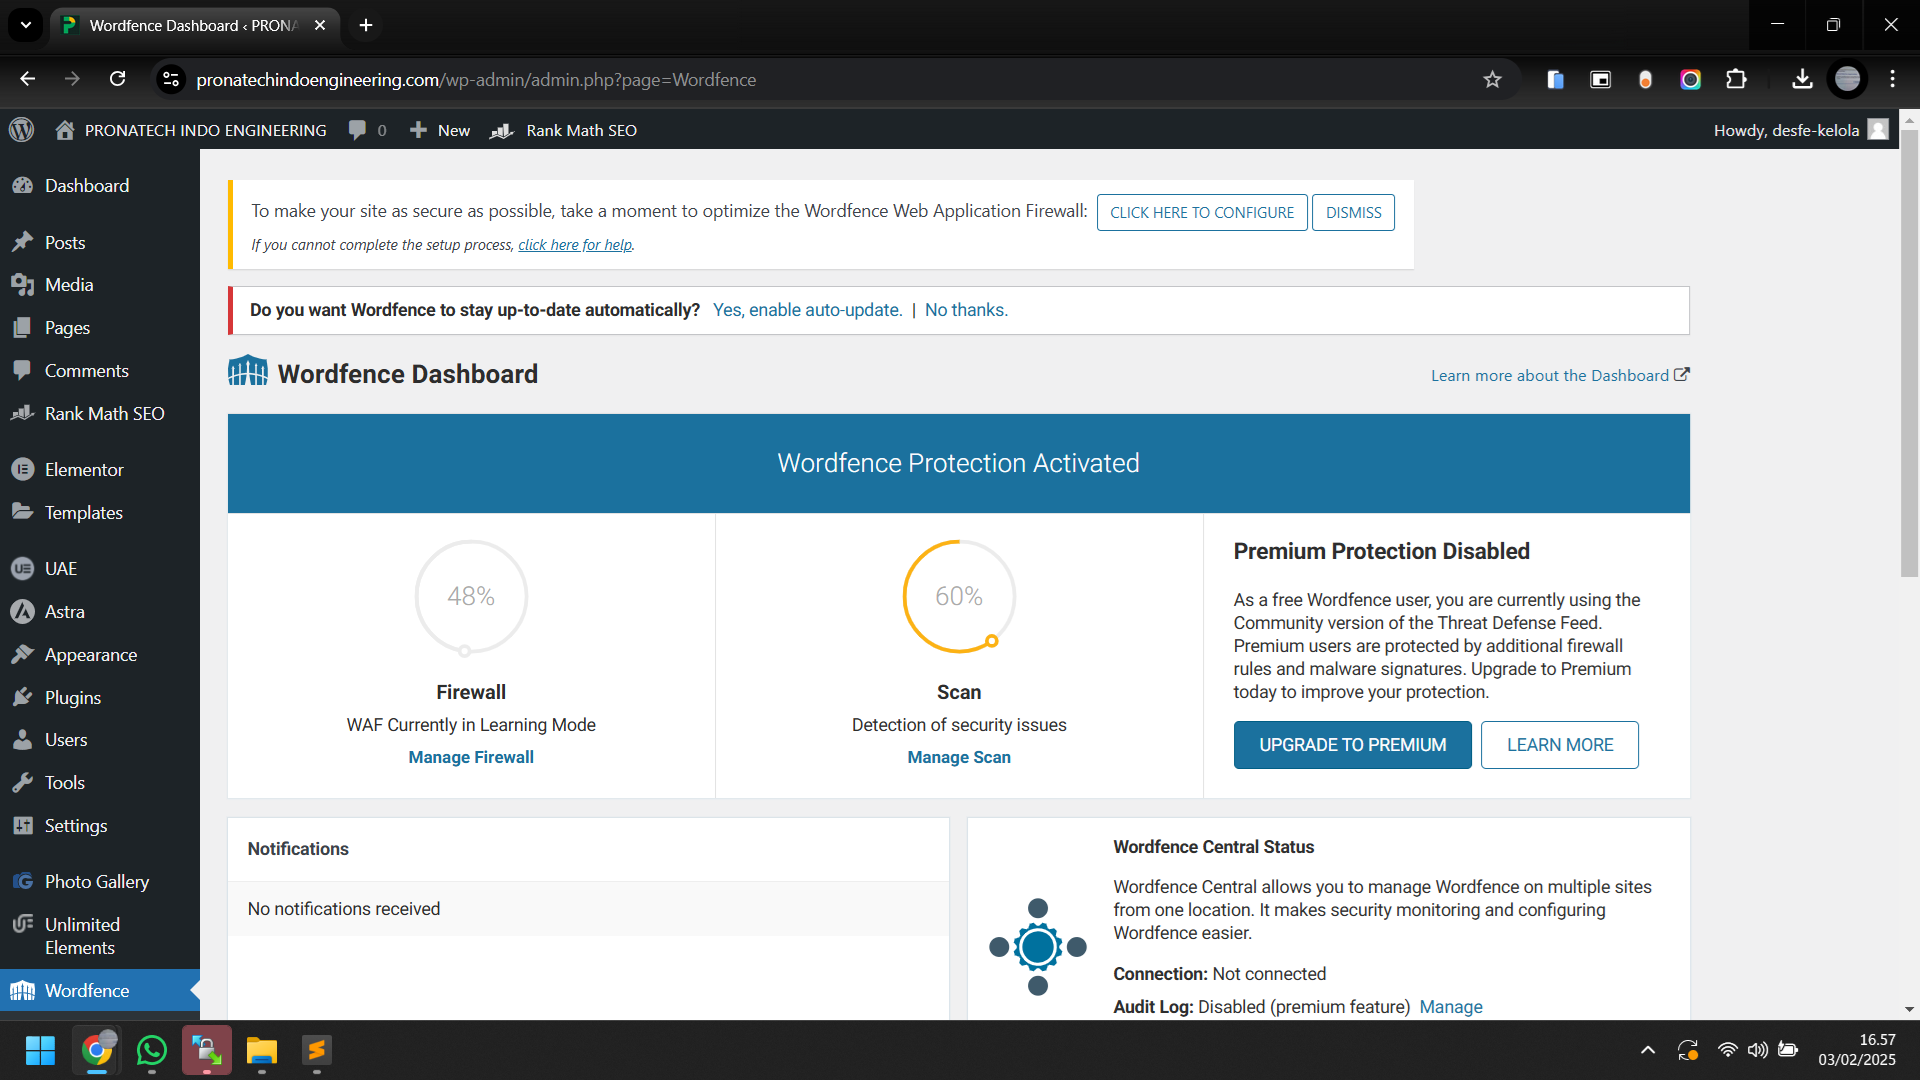 Wordfence Dashboard ‹ PRONA
pronatechindoengineering.com/wp-admin/admin.php?page=Wordfence
PRONATECH INDO ENGINEERING 0 New Rank Math SEO Howdy, desfe-kelola
Dashboard
Posts
Media
Pages
Comments
Rank Math SEO
Elementor
Templates
UAE
Astra
Appearance
Plugins
Users
Tools
Settings
Photo Gallery
Unlimited
Elements
Wordfence
To make your site as secure as possible, take a moment to optimize the Wordfence Web Application Firewall: CLICK HERE TO CONFIGURE DISMISS
If you cannot complete the setup process, click here for help.
Do you want Wordfence to stay up-to-date automatically? Yes, enable auto-update. | No thanks.
Wordfence Dashboard
Learn more about the Dashboard
Wordfence Protection Activated
48%
Firewall
WAF Currently in Learning Mode
Manage Firewall
60%
Scan
Detection of security issues
Manage Scan
Premium Protection Disabled
As a free Wordfence user, you are currently using the
Community version of the Threat Defense Feed.
Premium users are protected by additional firewall
rules and malware signatures. Upgrade to Premium
today to improve your protection.
UPGRADE TO PREMIUM LEARN MORE
Notifications
No notifications received
Wordfence Central Status
Wordfence Central allows you to manage Wordfence on multiple sites
from one location. It makes security monitoring and configuring
Wordfence easier.
Connection: Not connected
Audit Log: Disabled (premium feature) Manage
16.57
03/02/2025